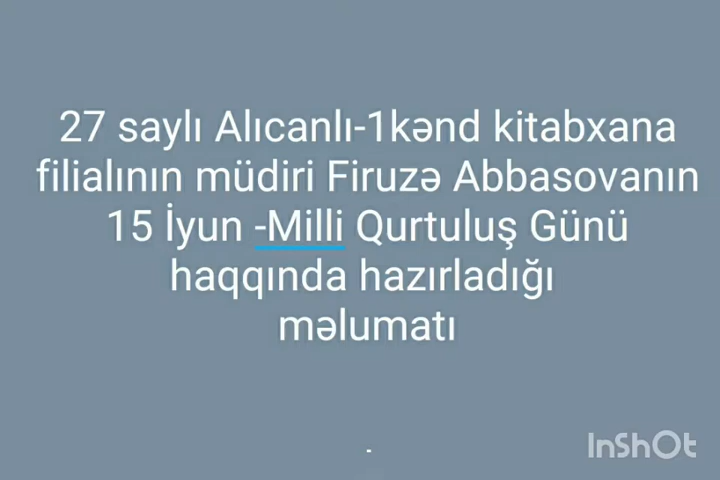 27 saylı Alıcanlı-1kənd kitabxana
filialının müdiri Firuzə Abbasovanın
15 İyun -Milli Qurtuluş Günü
haqqında hazırladığı
məlumatı
-
InShOt